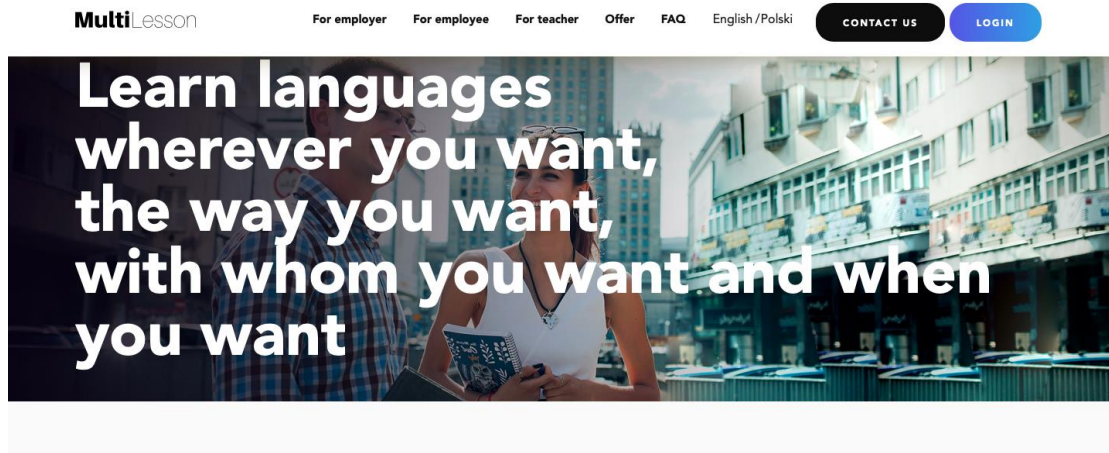 MultiLesson For employer For employee For teacher Offer FAQ English /Polski CONTACT US LOGIN
Learn languages
wherever you want,
the way you want,
with whom you want and when
you want